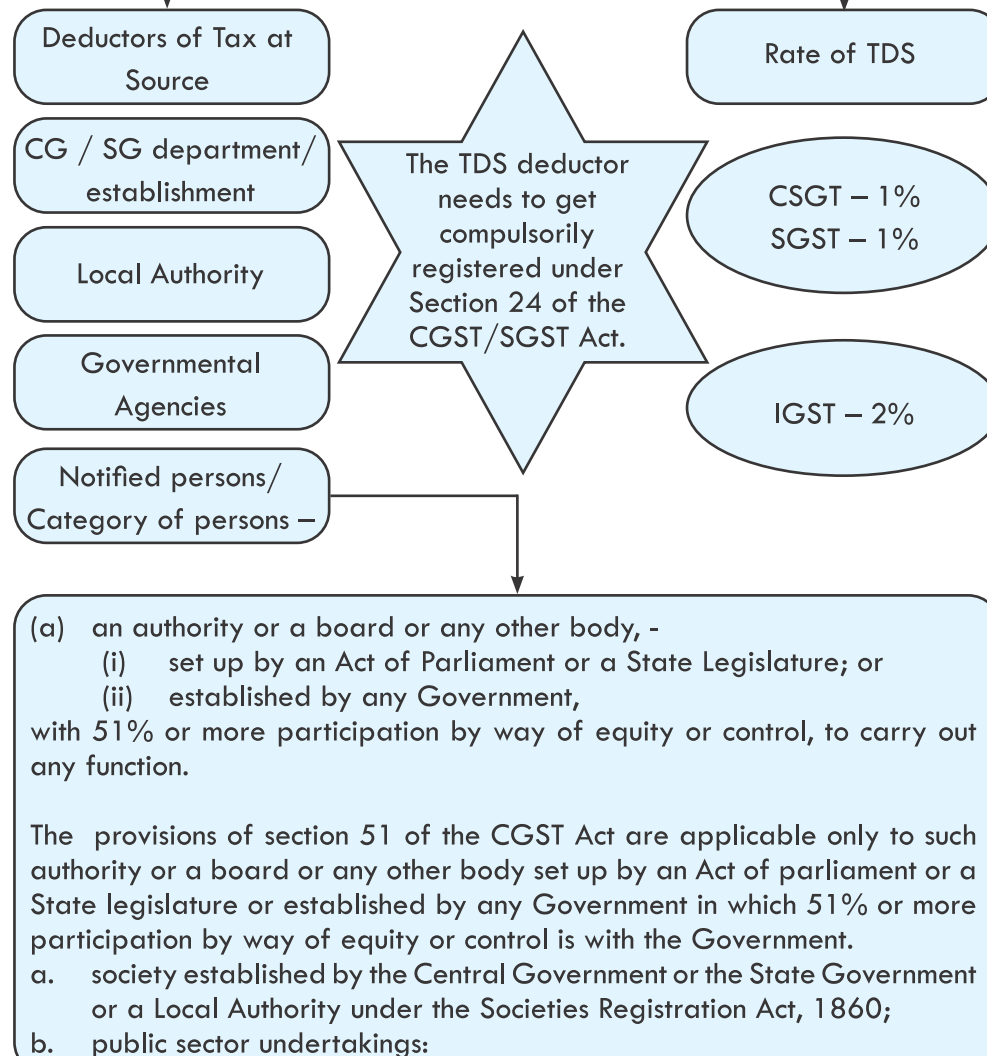 Deductors of Tax at
Source
CG / SG department/
establishment
Local Authority
Governmental
Agencies
Notified persons/
Category of persons –
The TDS deductor
needs to get
compulsorily
registered under
Section 24 of the
CGST/SGST Act.
Rate of TDS
CSGT – 1%
SGST – 1%
IGST – 2%
(a) an authority or a board or any other body, -
(i) set up by an Act of Parliament or a State Legislature; or
(ii) established by any Government,
with 51% or more participation by way of equity or control, to carry out
any function.
The provisions of section 51 of the CGST Act are applicable only to such
authority or a board or any other body set up by an Act of parliament or a
State legislature or established by any Government in which 51% or more
participation by way of equity or control is with the Government.
a. society established by the Central Government or the State Government
or a Local Authority under the Societies Registration Act, 1860;
b. public sector undertakings: